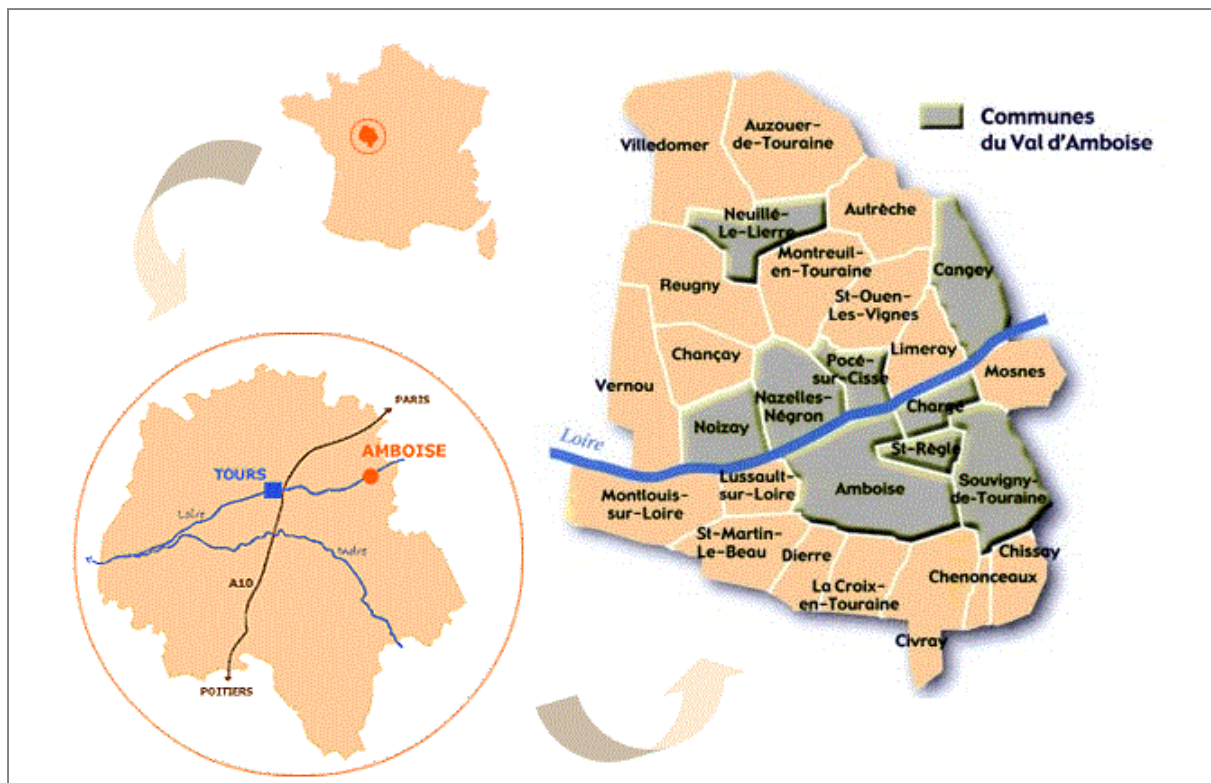 Communes
du Val d'Amboise
Auzouer-
de-Touraine
Villedomer
Neuillé-
Le-Lierre
Autrèche
Montreuil-
en-Touraine
Cangey
Reugny
St-Ouen-
Les-Vignes
Limeray
Chançay
Pocé-
sur-Cisse
Mosnes
Vernou
Nazelles-
Négron
Chargé
Noizay
Loire
St-Règle
Lussault-
sur-Loire
Amboise
Souvigny-
de-Touraine
Montlouis-
sur-Loire
St-Martin-
Le-Beau
Dierre
Chissay
La Croix-
en-Touraine
Chenonceaux
Civray
PARIS
AMBOISE
TOURS
Loire
Indre
A10
POITIERS